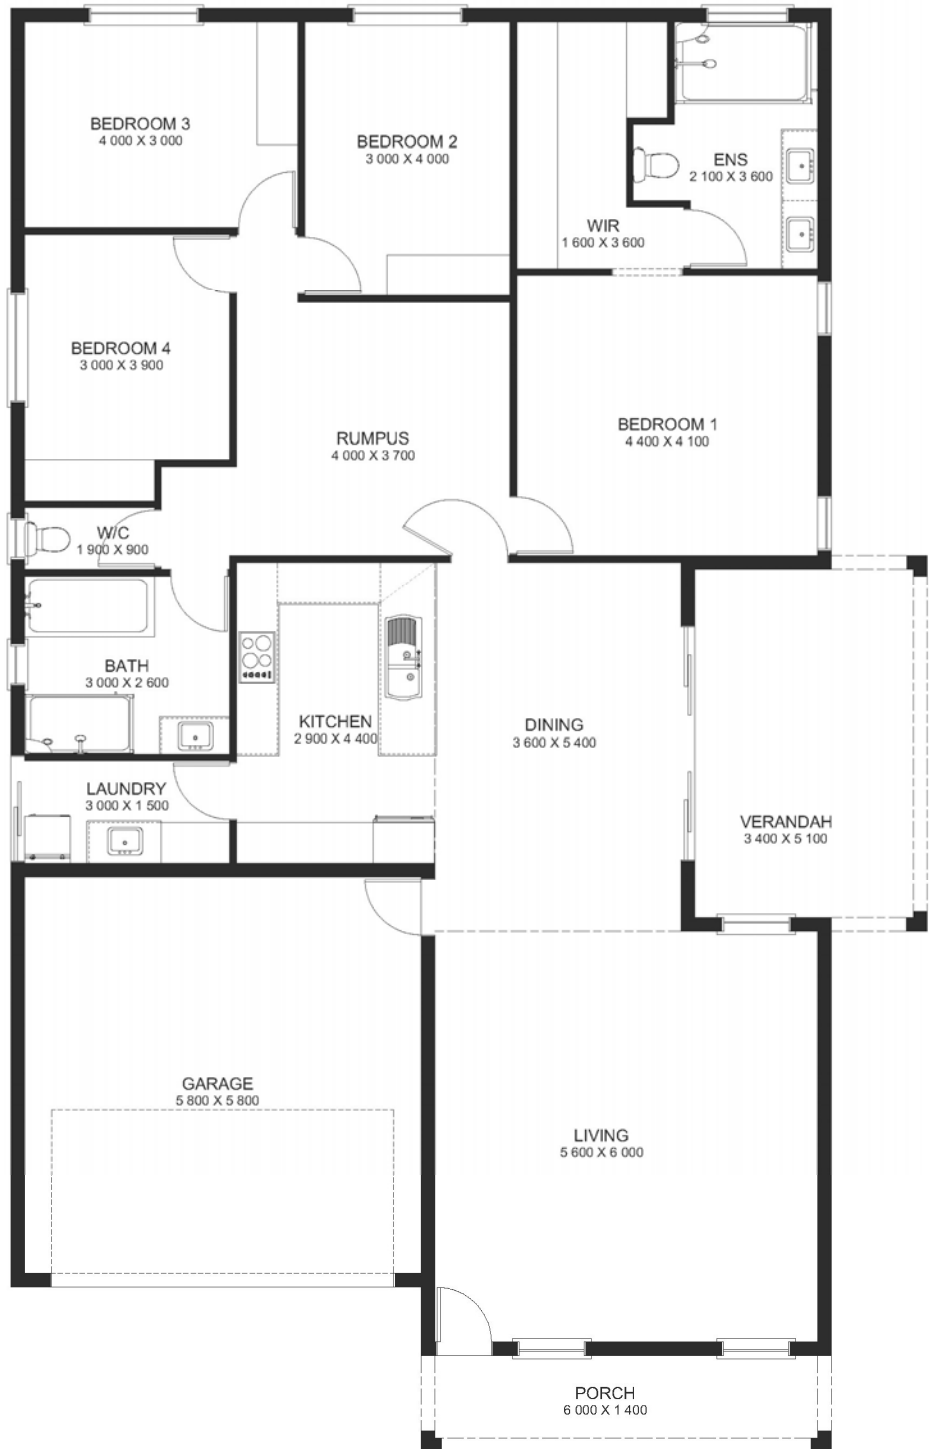 BEDROOM 3
4 000 X 3 000
BEDROOM 2
3 000 X 4 000
ENS
2 100 X 3 600
WIR
1 600 X 3 600
BEDROOM 4
3 000 X 3 900
RUMPUS
4 000 X 3 700
BEDROOM 1
4 400 X 4 100
W/C
1 900 X 900
BATH
3 000 X 2 600
KITCHEN
2 900 X 4 400
DINING
3 600 X 5 400
LAUNDRY
3 000 X 1 500
VERANDAH
3 400 X 5 100
GARAGE
5 800 X 5 800
LIVING
5 600 X 6 000
PORCH
6 000 X 1 400